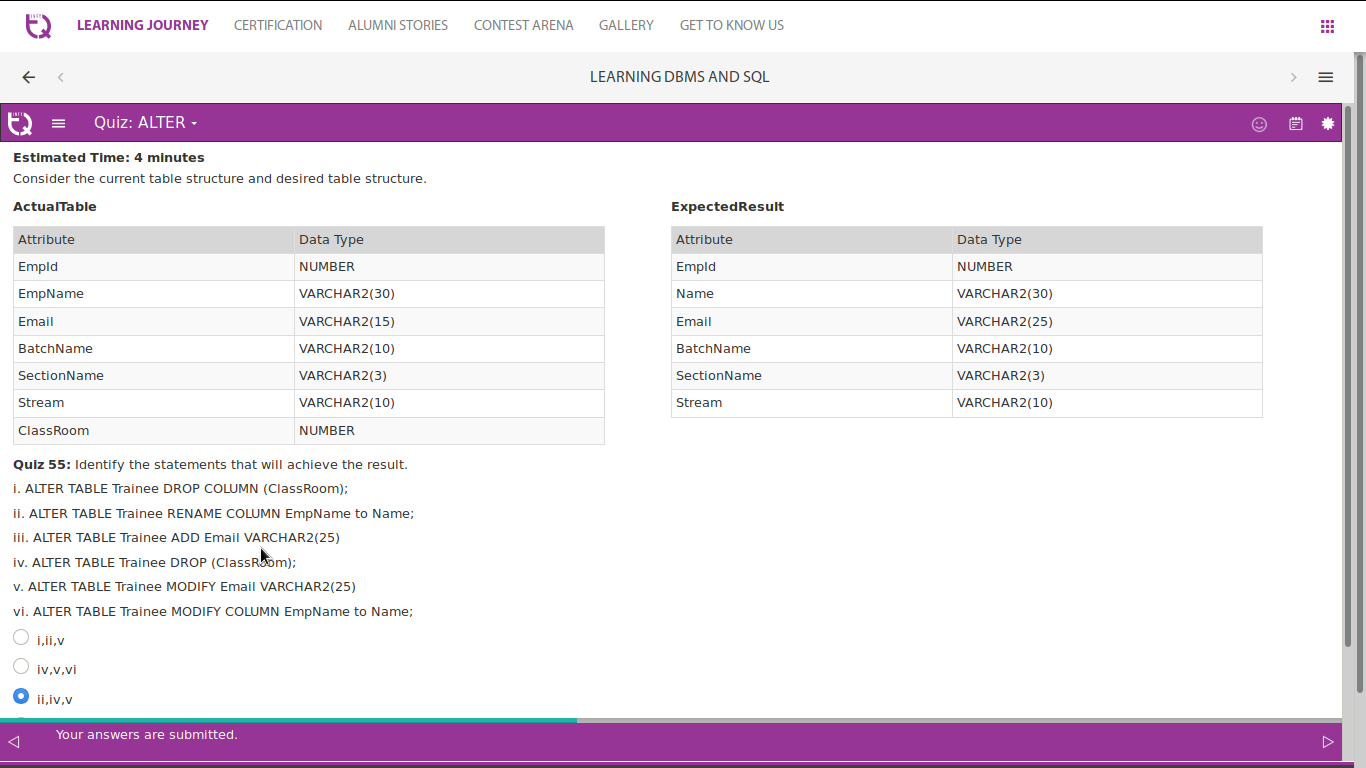 LEARNING JOURNEY CERTIFICATION ALUMNI STORIES CONTEST ARENA GALLERY GET TO KNOW US
LEARNING DBMS AND SQL
Quiz: ALTER
Estimated Time: 4 minutes
Consider the current table structure and desired table structure.
ActualTable
Attribute Data Type
EmpId NUMBER
EmpName VARCHAR2(30)
Email VARCHAR2(15)
BatchName VARCHAR2(10)
SectionName VARCHAR2(3)
Stream VARCHAR2(10)
ClassRoom NUMBER
ExpectedResult
Attribute Data Type
EmpId NUMBER
Name VARCHAR2(30)
Email VARCHAR2(25)
BatchName VARCHAR2(10)
SectionName VARCHAR2(3)
Stream VARCHAR2(10)
Quiz 55: Identify the statements that will achieve the result.
i. ALTER TABLE Trainee DROP COLUMN (ClassRoom);
ii. ALTER TABLE Trainee RENAME COLUMN EmpName to Name;
iii. ALTER TABLE Trainee ADD Email VARCHAR2(25)
iv. ALTER TABLE Trainee DROP (ClassRoom);
v. ALTER TABLE Trainee MODIFY Email VARCHAR2(25)
vi. ALTER TABLE Trainee MODIFY COLUMN EmpName to Name;
i,ii,v
iv,v,vi
ii,iv,v
Your answers are submitted.